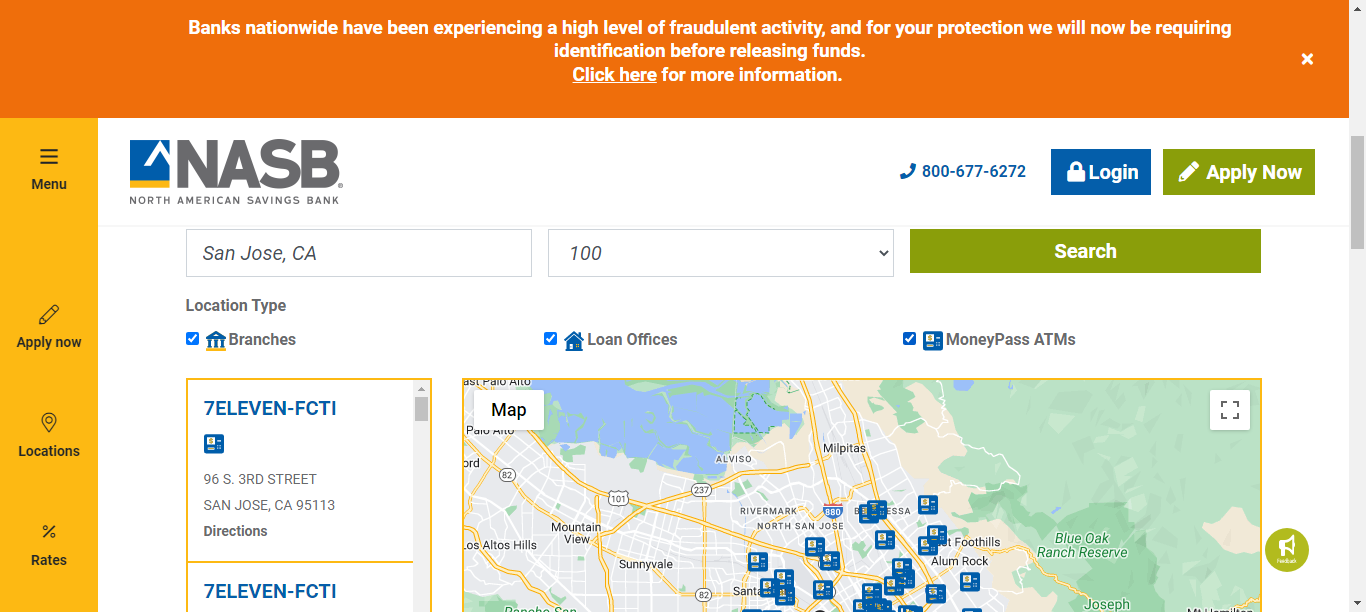 Banks nationwide have been experiencing a high level of fraudulent activity, and for your protection we will now be requiring
identification before releasing funds.
Click here for more information.
×
Menu
Apply now
Locations
Rates
NASB
NORTH AMERICAN SAVINGS BANK
800-677-6272
Login
Apply Now
San Jose, CA
100
Search
Location Type
Branches
Loan Offices
MoneyPass ATMs
7ELEVEN-FCTI
96 S. 3RD STREET
SAN JOSE, CA 95113
Directions
7ELEVEN-FCTI
Map
East Palo Alto
Palo Alto
ord
82
101
237
ALVISO
Milpitas
RIVERMARK
880
NORTH SAN JOSE
Mountain
View
Los Altos Hills
Sunnyvale
82
Santa
Alum Rock
st Foothills
Blue Oak
Ranch Reserve
Joseph
Mt Hamilton
Rancho San
Feedback